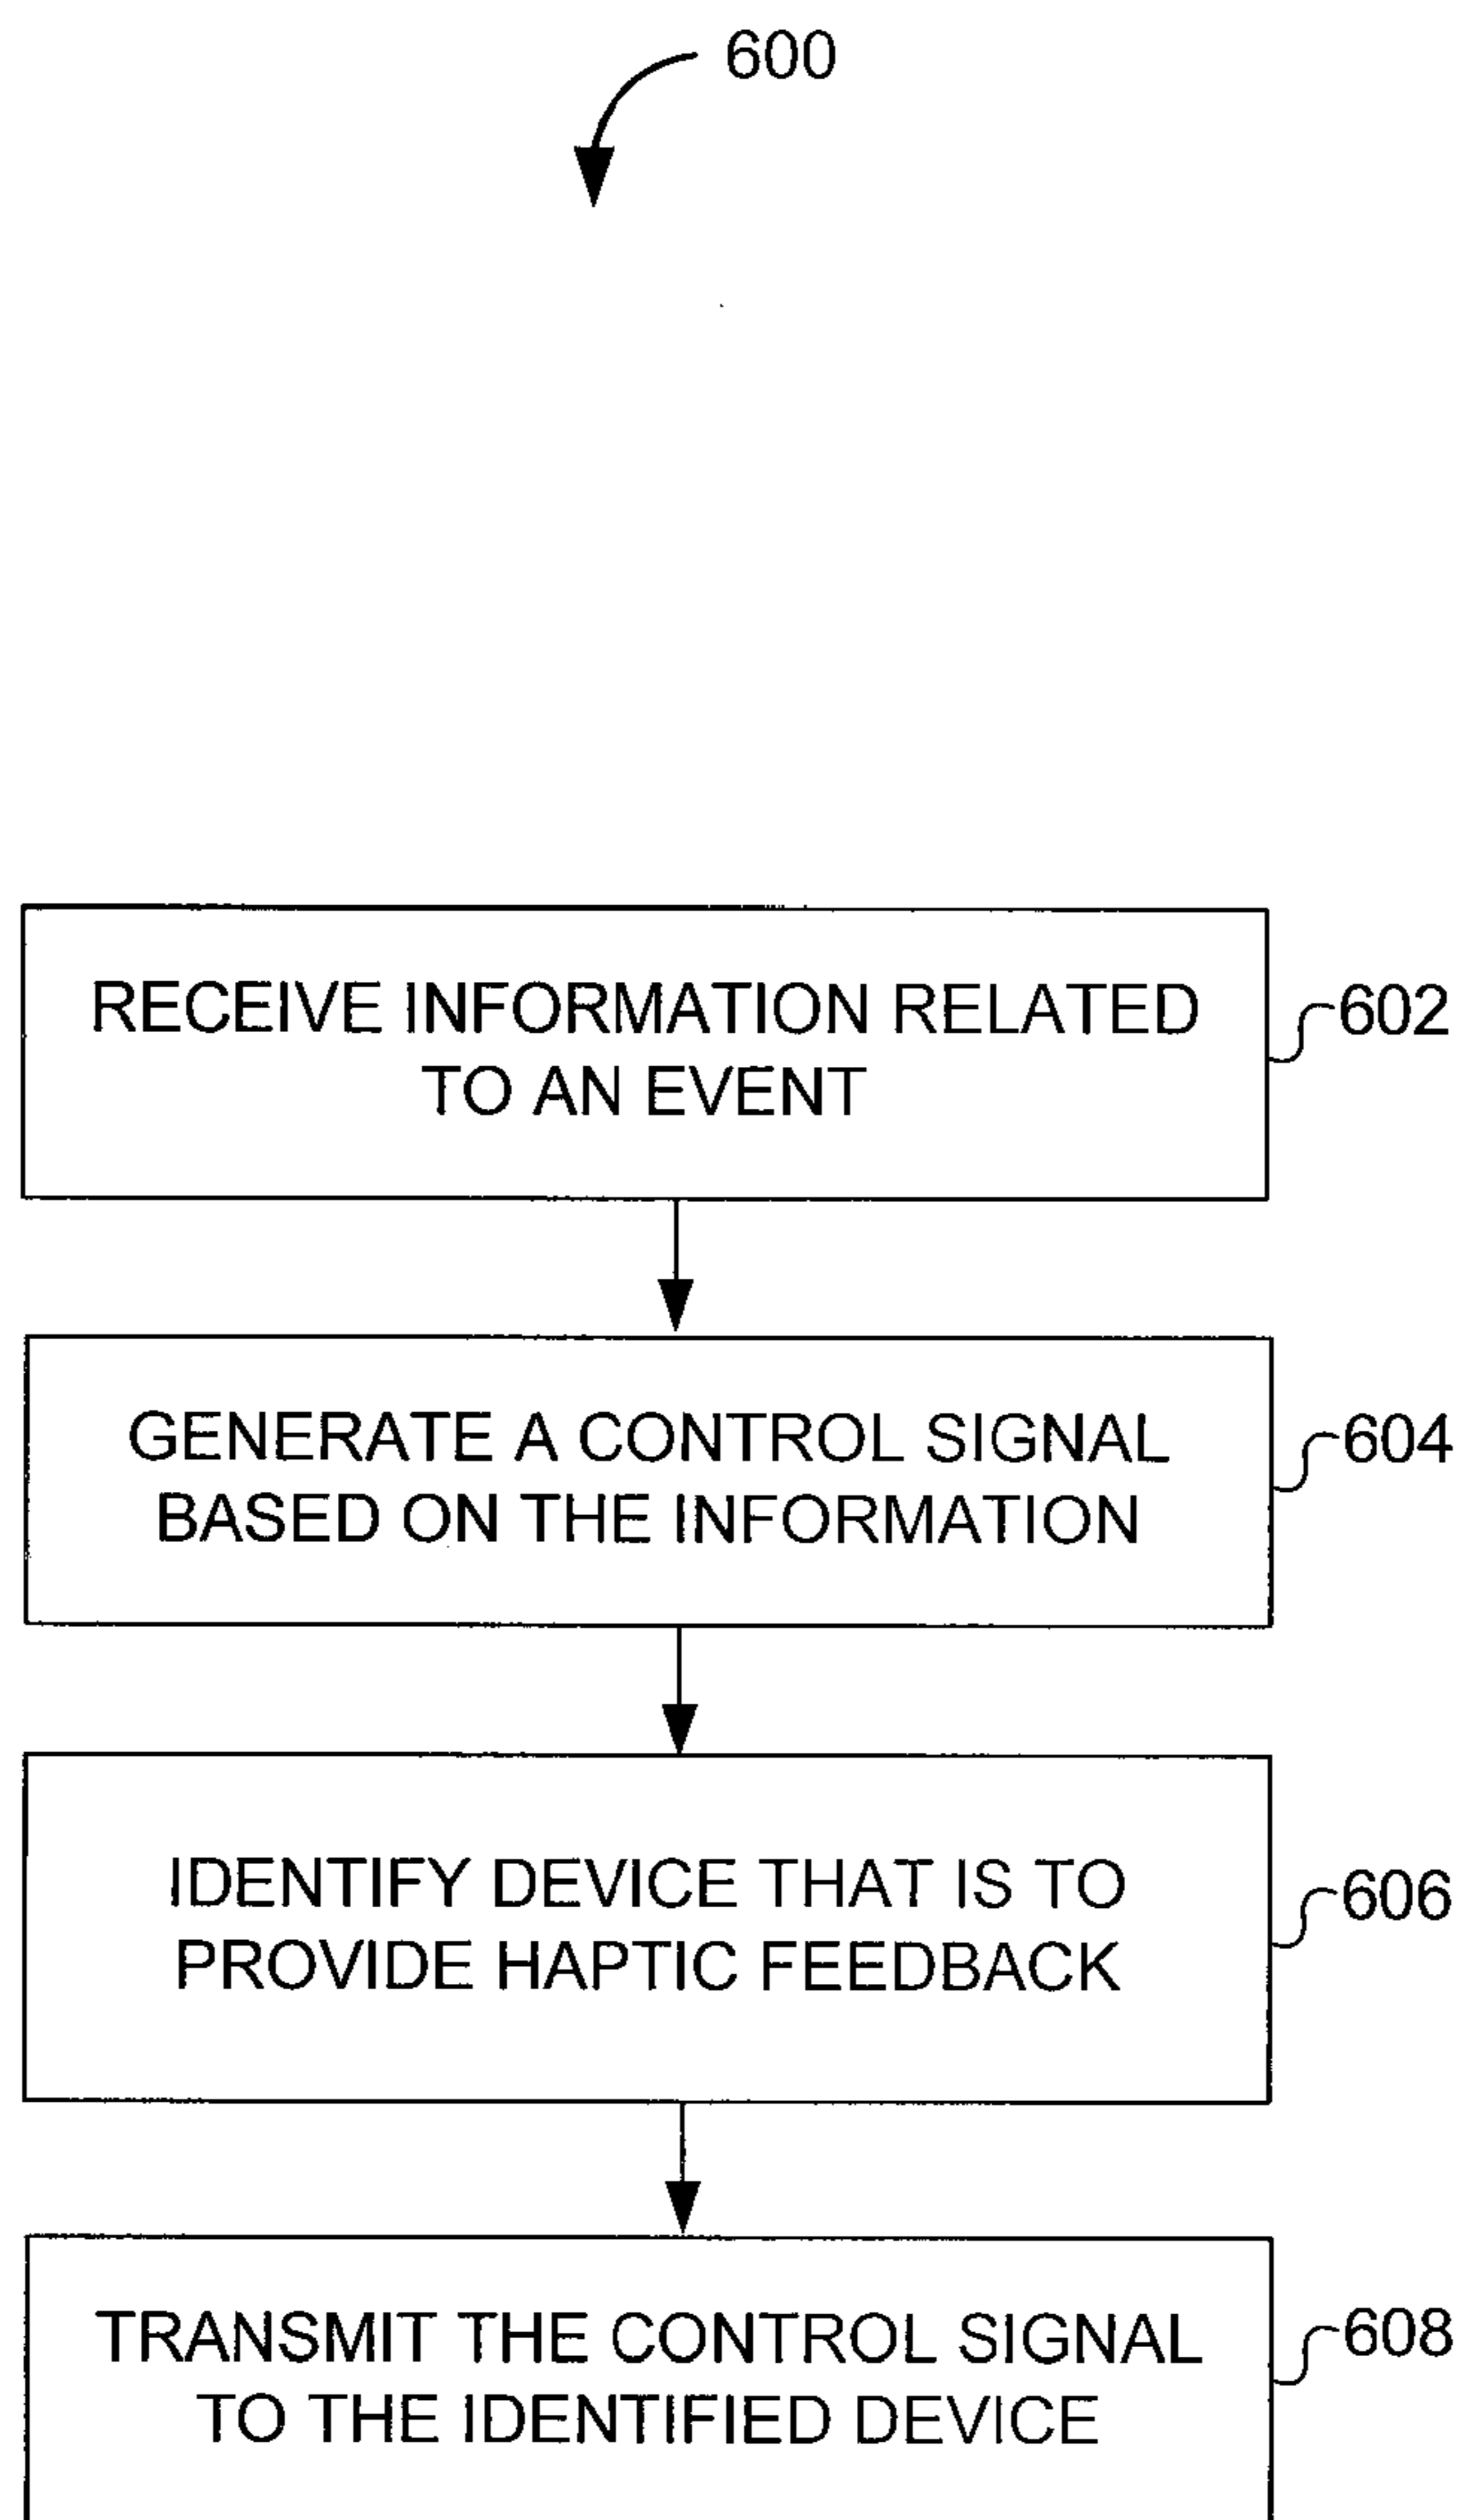 600
RECEIVE INFORMATION RELATED
TO AN EVENT
602
GENERATE A CONTROL SIGNAL
BASED ON THE INFORMATION
604
IDENTIFY DEVICE THAT IS TO
PROVIDE HAPTIC FEEDBACK
606
TRANSMIT THE CONTROL SIGNAL
TO THE IDENTIFIED DEVICE
608